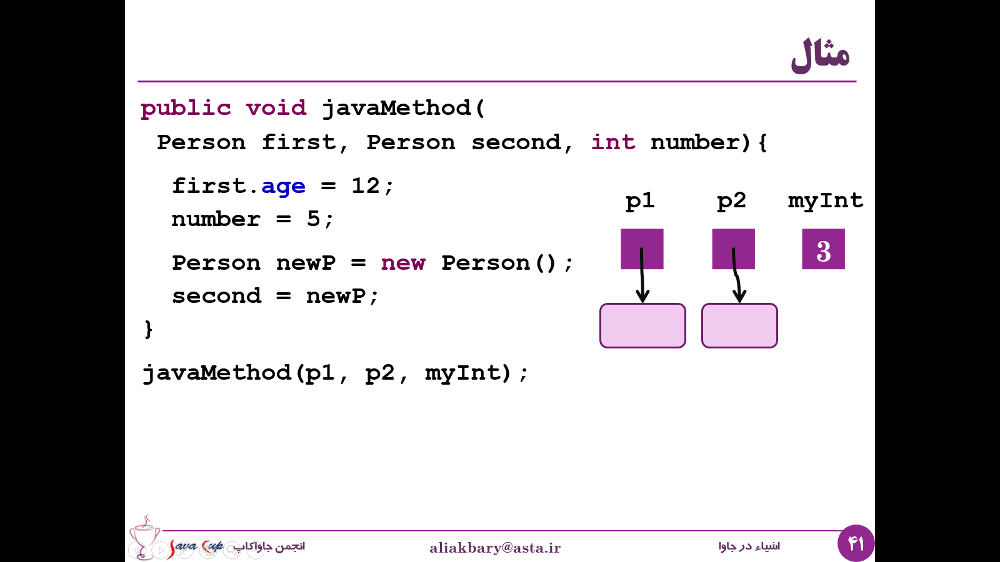 مثال
public void javaMethod(
Person first, Person second, int number){
first.age = 12;
number = 5;
Person newP = new Person();
second = newP;
}
javaMethod(p1, p2, myInt);
p1 p2 myInt
3
Java Cup
انجمن جاواکاپ
aliakbary@asta.ir
اشیاء در جاوا
۴۱